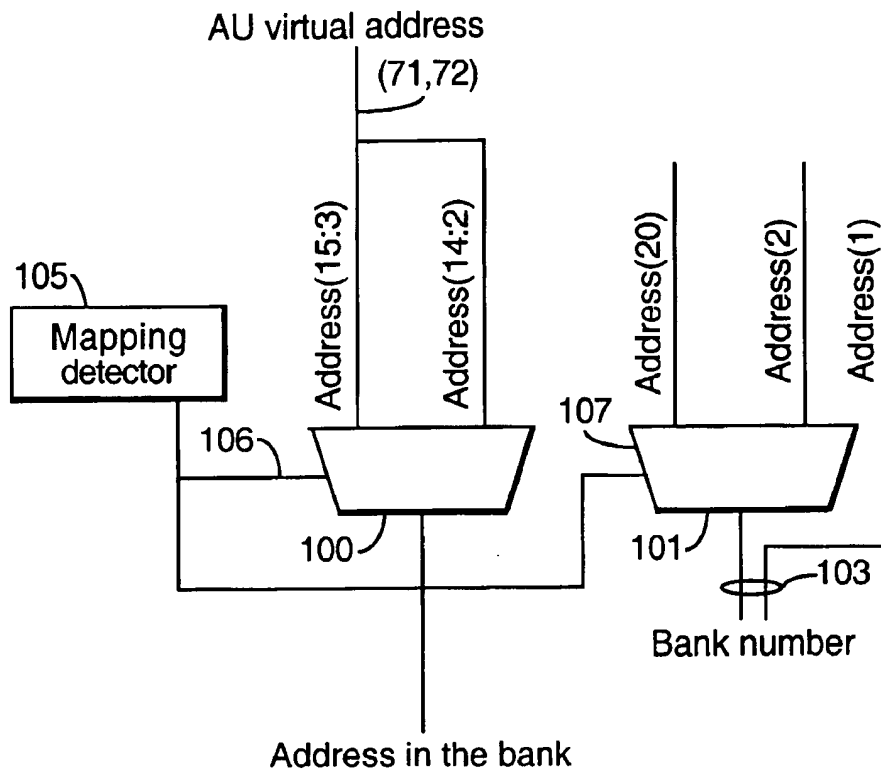 AU virtual address
(71,72)
Address(15:3)
Address(14:2)
Address(20)
Address(2)
Address(1)
105
Mapping
detector
106
107
100
101
103
Bank number
Address in the bank